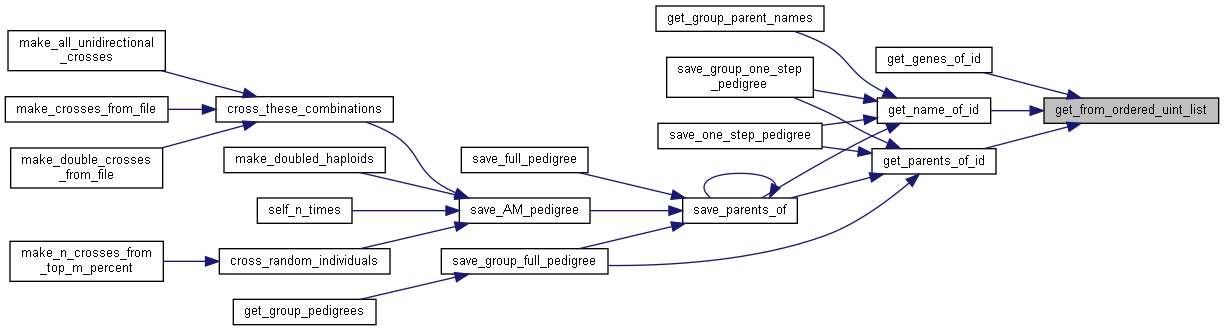 get_group_parent_names
make_all_unidirectional
_crosses
get_genes_of_id
save_group_one_step
_pedigree
make_crosses_from_file
cross_these_combinations
get_name_of_id
get_from_ordered_uint_list
save_one_step_pedigree
make_double_crosses
_from_file
make_doubled_haploids
save_full_pedigree
get_parents_of_id
self_n_times
save_AM_pedigree
save_parents_of
make_n_crosses_from
_top_m_percent
cross_random_individuals
save_group_full_pedigree
get_group_pedigrees